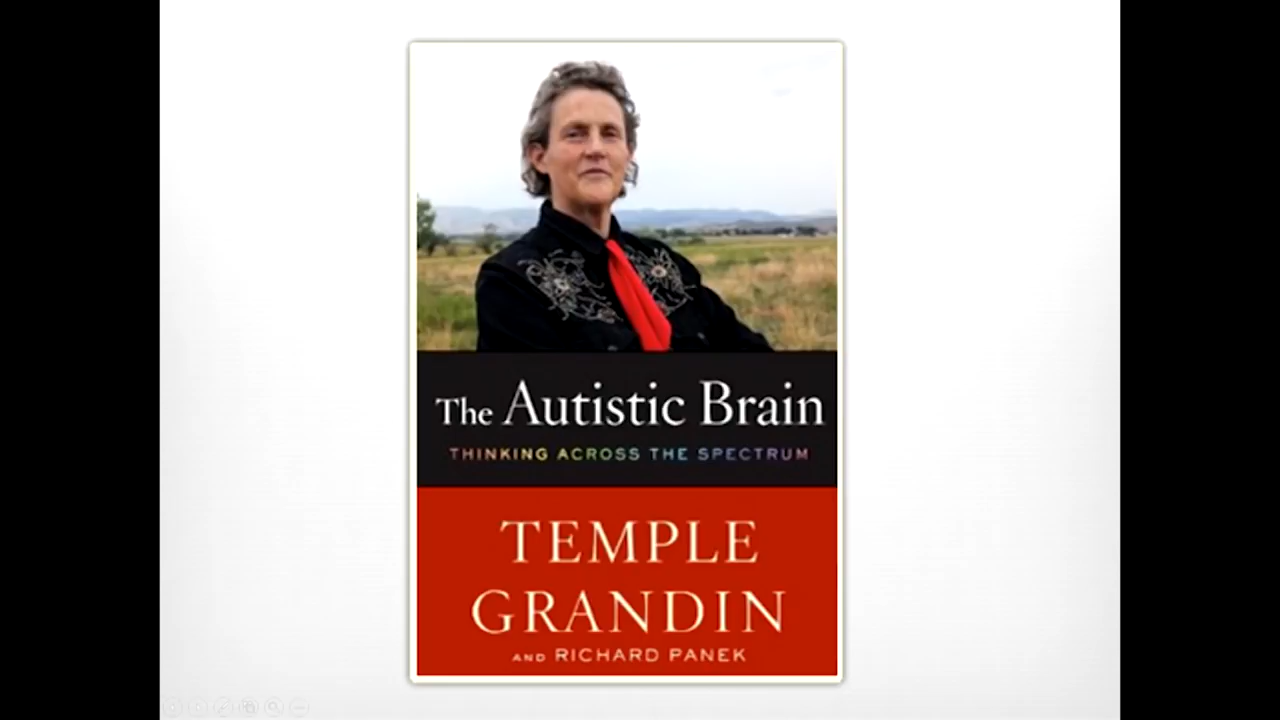 The Autistic Brain
THINKING ACROSS THE SPECTRUM
TEMPLE
GRANDIN
AND RICHARD PANEK